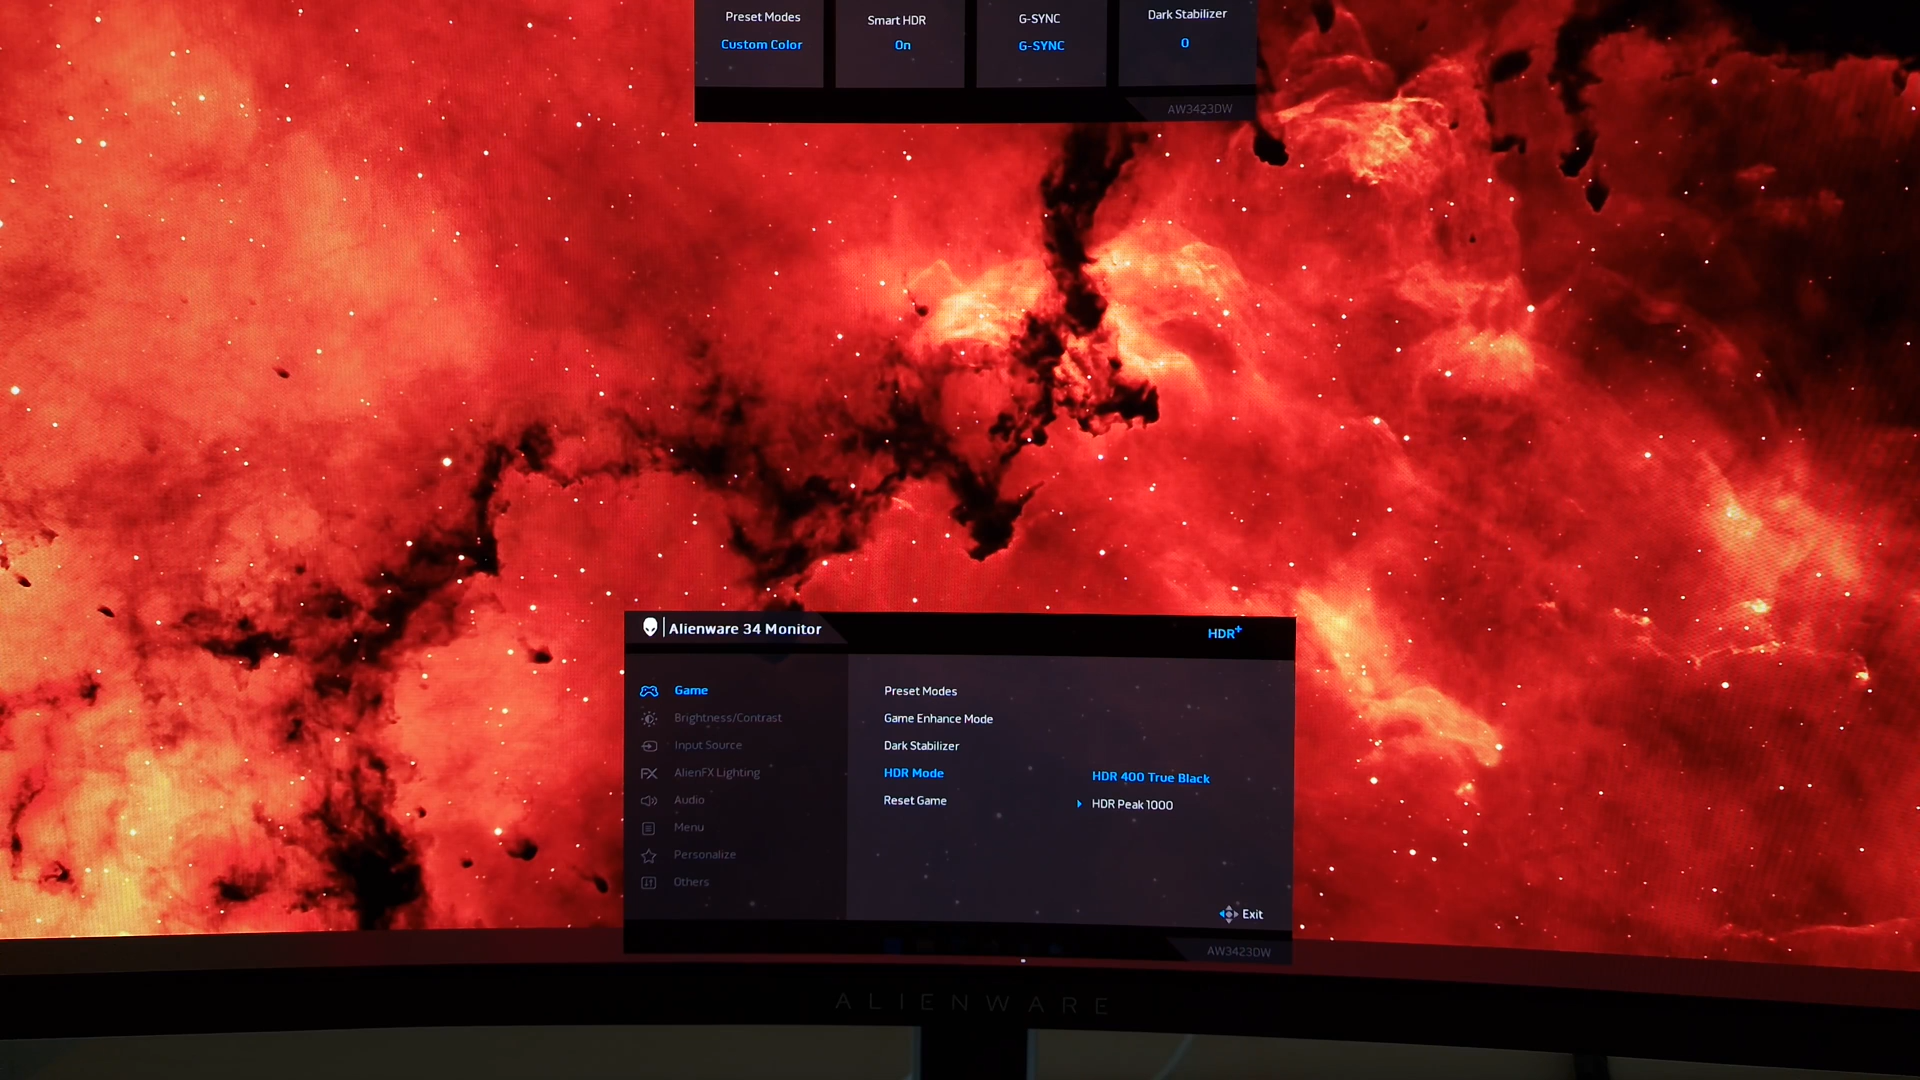 Preset Modes
Custom Color
Smart HDR
On
G-SYNC
G-SYNC
Dark Stabilizer
0
AW3423DW
Alienware 34 Monitor
HDR+
Game
Brightness/Contrast
Input Source
FX AlienFX Lighting
Audio
Menu
Personalize
Others
Preset Modes
Game Enhance Mode
Dark Stabilizer
HDR Mode
Reset Game
HDR 400 True Black
HDR Peak 1000
Exit
AW3423DW
ALIENWARE